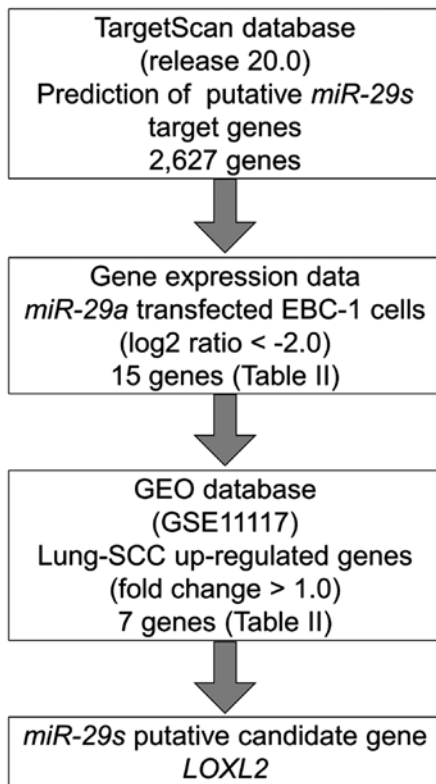 TargetScan database
(release 20.0)
Prediction of putative miR-29s
target genes
2,627 genes
Gene expression data
miR-29a transfected EBC-1 cells
(log2 ratio < -2.0)
15 genes (Table II)
GEO database
(GSE11117)
Lung-SCC up-regulated genes
(fold change > 1.0)
7 genes (Table II)
miR-29s putative candidate gene
LOXL2